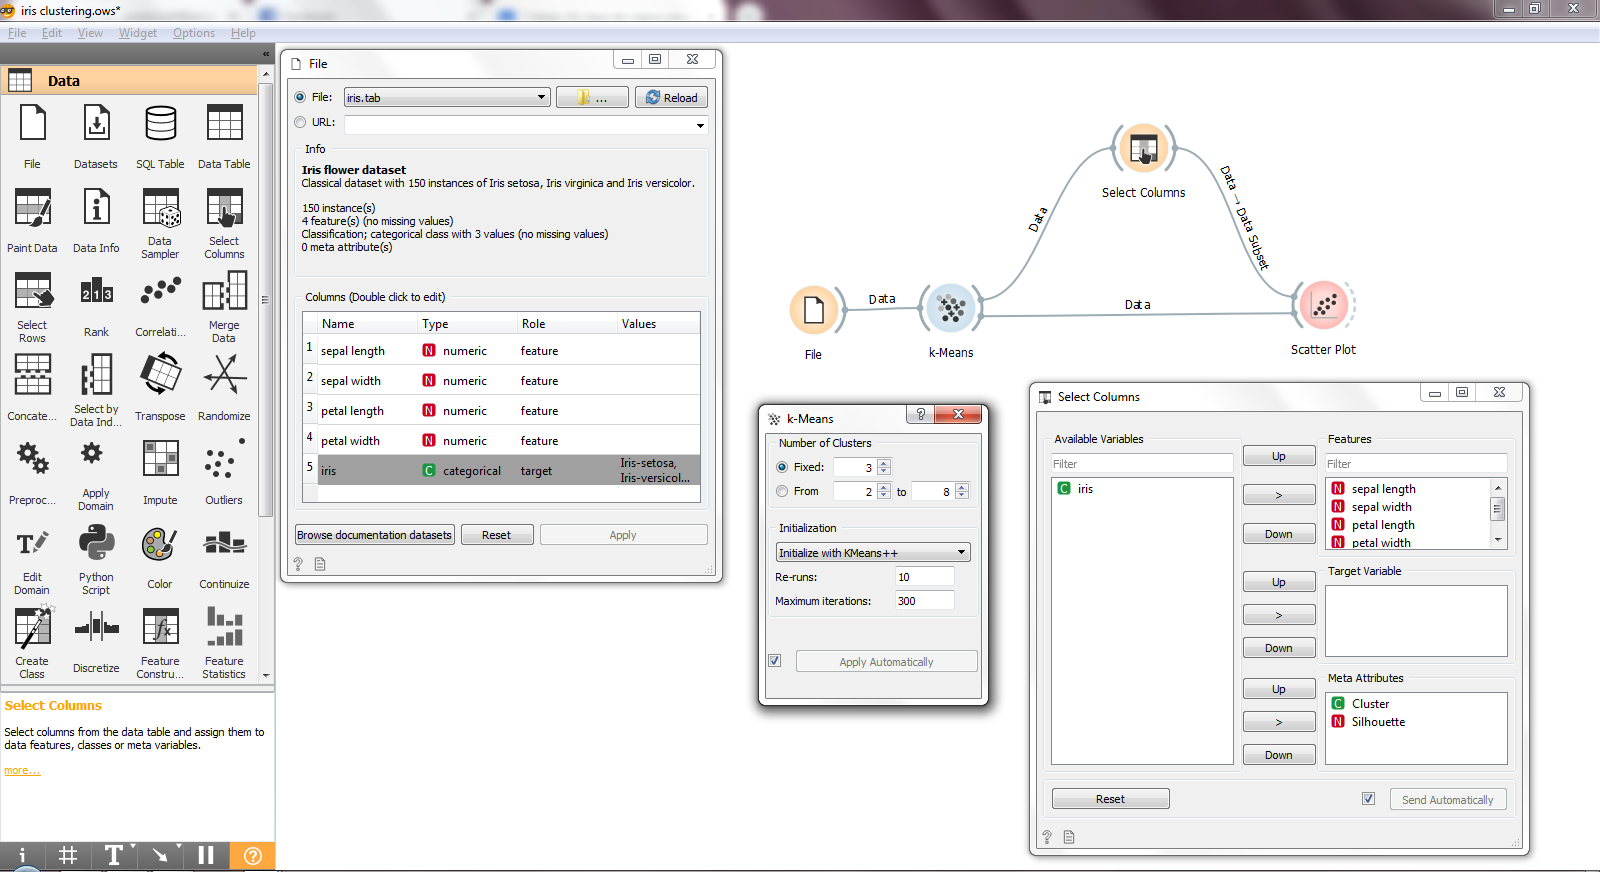 iris clustering.ows*
File Edit View Widget Options Help
«
Data
File Datasets SQL Table Data Table
Paint Data Data Info Data Sampler Select Columns
Select Rows Rank Correlati... Merge Data
Concate... Select by Data Ind... Transpose Randomize
Preproc... Apply Domain Impute Outliers
Edit Domain Python Script Color Continuize
Create Class Discretize Feature Constru... Feature Statistics
Select Columns
Select columns from the data table and assign them to
data features, classes or meta variables.
more...
File
File: iris.tab ... Reload
URL:
Info
Iris flower dataset
Classical dataset with 150 instances of Iris setosa, Iris virginica and Iris versicolor.
150 instance(s)
4 feature(s) (no missing values)
Classification; categorical class with 3 values (no missing values)
0 meta attribute(s)
Columns (Double click to edit)
Name Type Role Values
1 sepal length N numeric feature
2 sepal width N numeric feature
3 petal length N numeric feature
4 petal width N numeric feature
5 iris C categorical target Iris-setosa,
Iris-versicol...
Browse documentation datasets Reset Apply
?
File
Data
k-Means
Data
Select Columns
Data → Data Subset
Data
Scatter Plot
k-Means ?
Number of Clusters
Fixed: 3
From 2 to 8
Initialization
Initialize with KMeans++
Re-runs: 10
Maximum iterations: 300
Apply Automatically
Select Columns
Available Variables
Filter
C iris
Up
>
Down
Up
>
Down
Up
>
Down
Features
Filter
N sepal length
N sepal width
N petal length
N petal width
Target Variable
Meta Attributes
C Cluster
N Silhouette
Reset Send Automatically
?
i # T ?